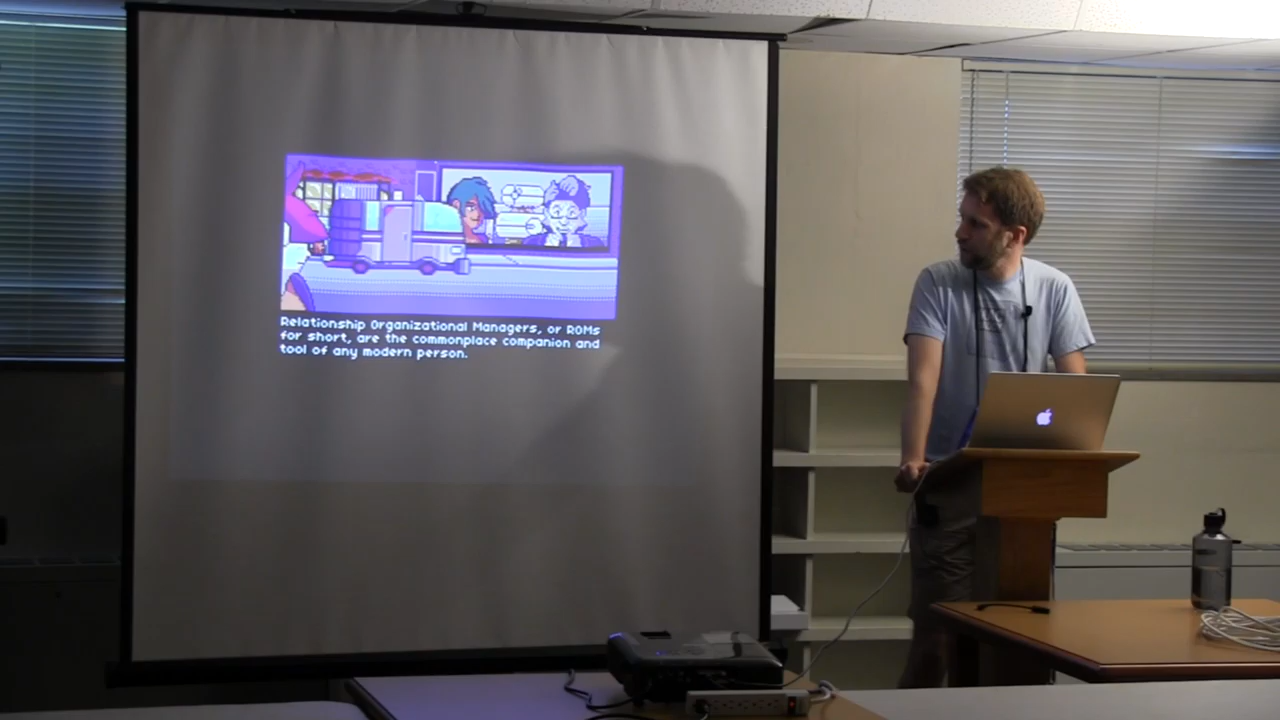 Relationship Organizational Managers, or ROMs
for short, are the commonplace companion and
tool of any modern person.